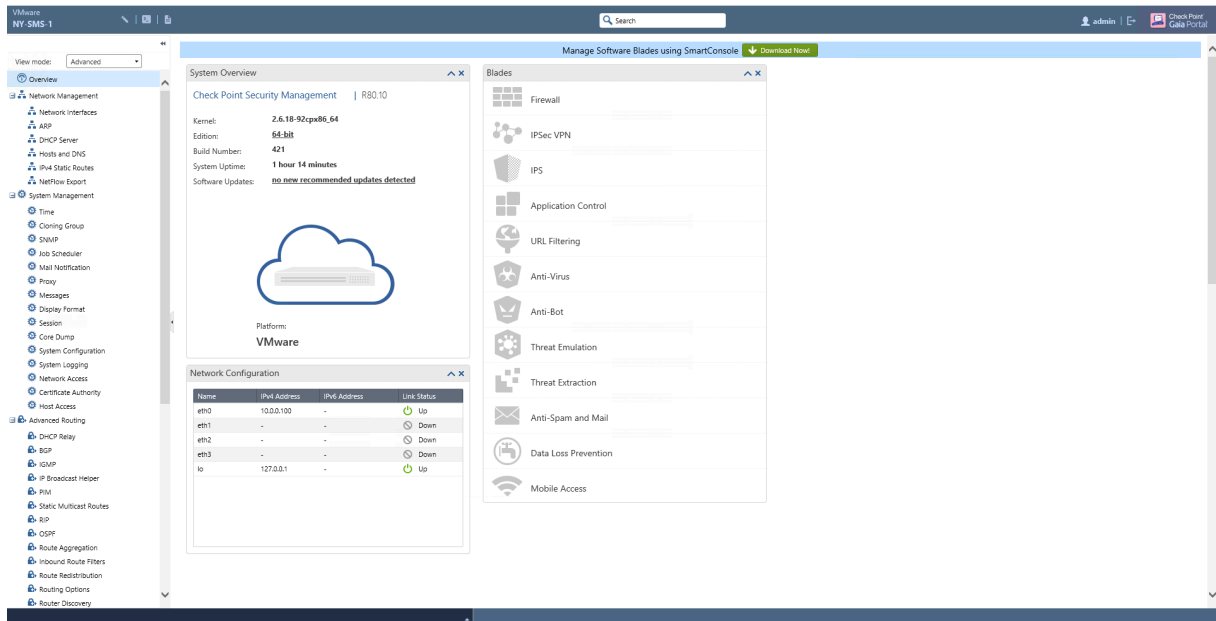 VMware
NY-SMS-1
Search
admin
Check Point
Gaia Portal
View mode: Advanced
Overview
Network Management
Network Interfaces
ARP
DHCP Server
Hosts and DNS
IPv4 Static Routes
NetFlow Export
System Management
Time
Cloning Group
SNMP
Job Scheduler
Mail Notification
Proxy
Messages
Display Format
Session
Core Dump
System Configuration
System Logging
Network Access
Certificate Authority
Host Access
Advanced Routing
DHCP Relay
BGP
IGMP
IP Broadcast Helper
PIM
Static Multicast Routes
RIP
OSPF
Route Aggregation
Inbound Route Filters
Route Redistribution
Routing Options
Router Discovery
Manage Software Blades using SmartConsole Download Now!
System Overview
Check Point Security Management | R80.10
Kernel: 2.6.18-92cpx86_64
Edition: 64-bit
Build Number: 421
System Uptime: 1 hour 14 minutes
Software Updates: no new recommended updates detected
Platform:
VMware
Network Configuration
Name IPv4 Address IPv6 Address Link Status
eth0 10.0.0.100 - Up
eth1 - - Down
eth2 - - Down
eth3 - - Down
lo 127.0.0.1 - Up
Blades
Firewall
IPSec VPN
IPS
Application Control
URL Filtering
Anti-Virus
Anti-Bot
Threat Emulation
Threat Extraction
Anti-Spam and Mail
Data Loss Prevention
Mobile Access